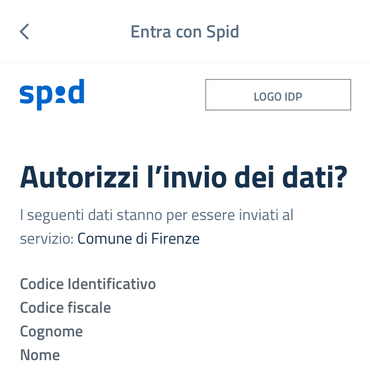 Entra con Spid
spid
LOGO IDP
Autorizzi l’invio dei dati?
I seguenti dati stanno per essere inviati al
servizio: Comune di Firenze
Codice Identificativo
Codice fiscale
Cognome
Nome